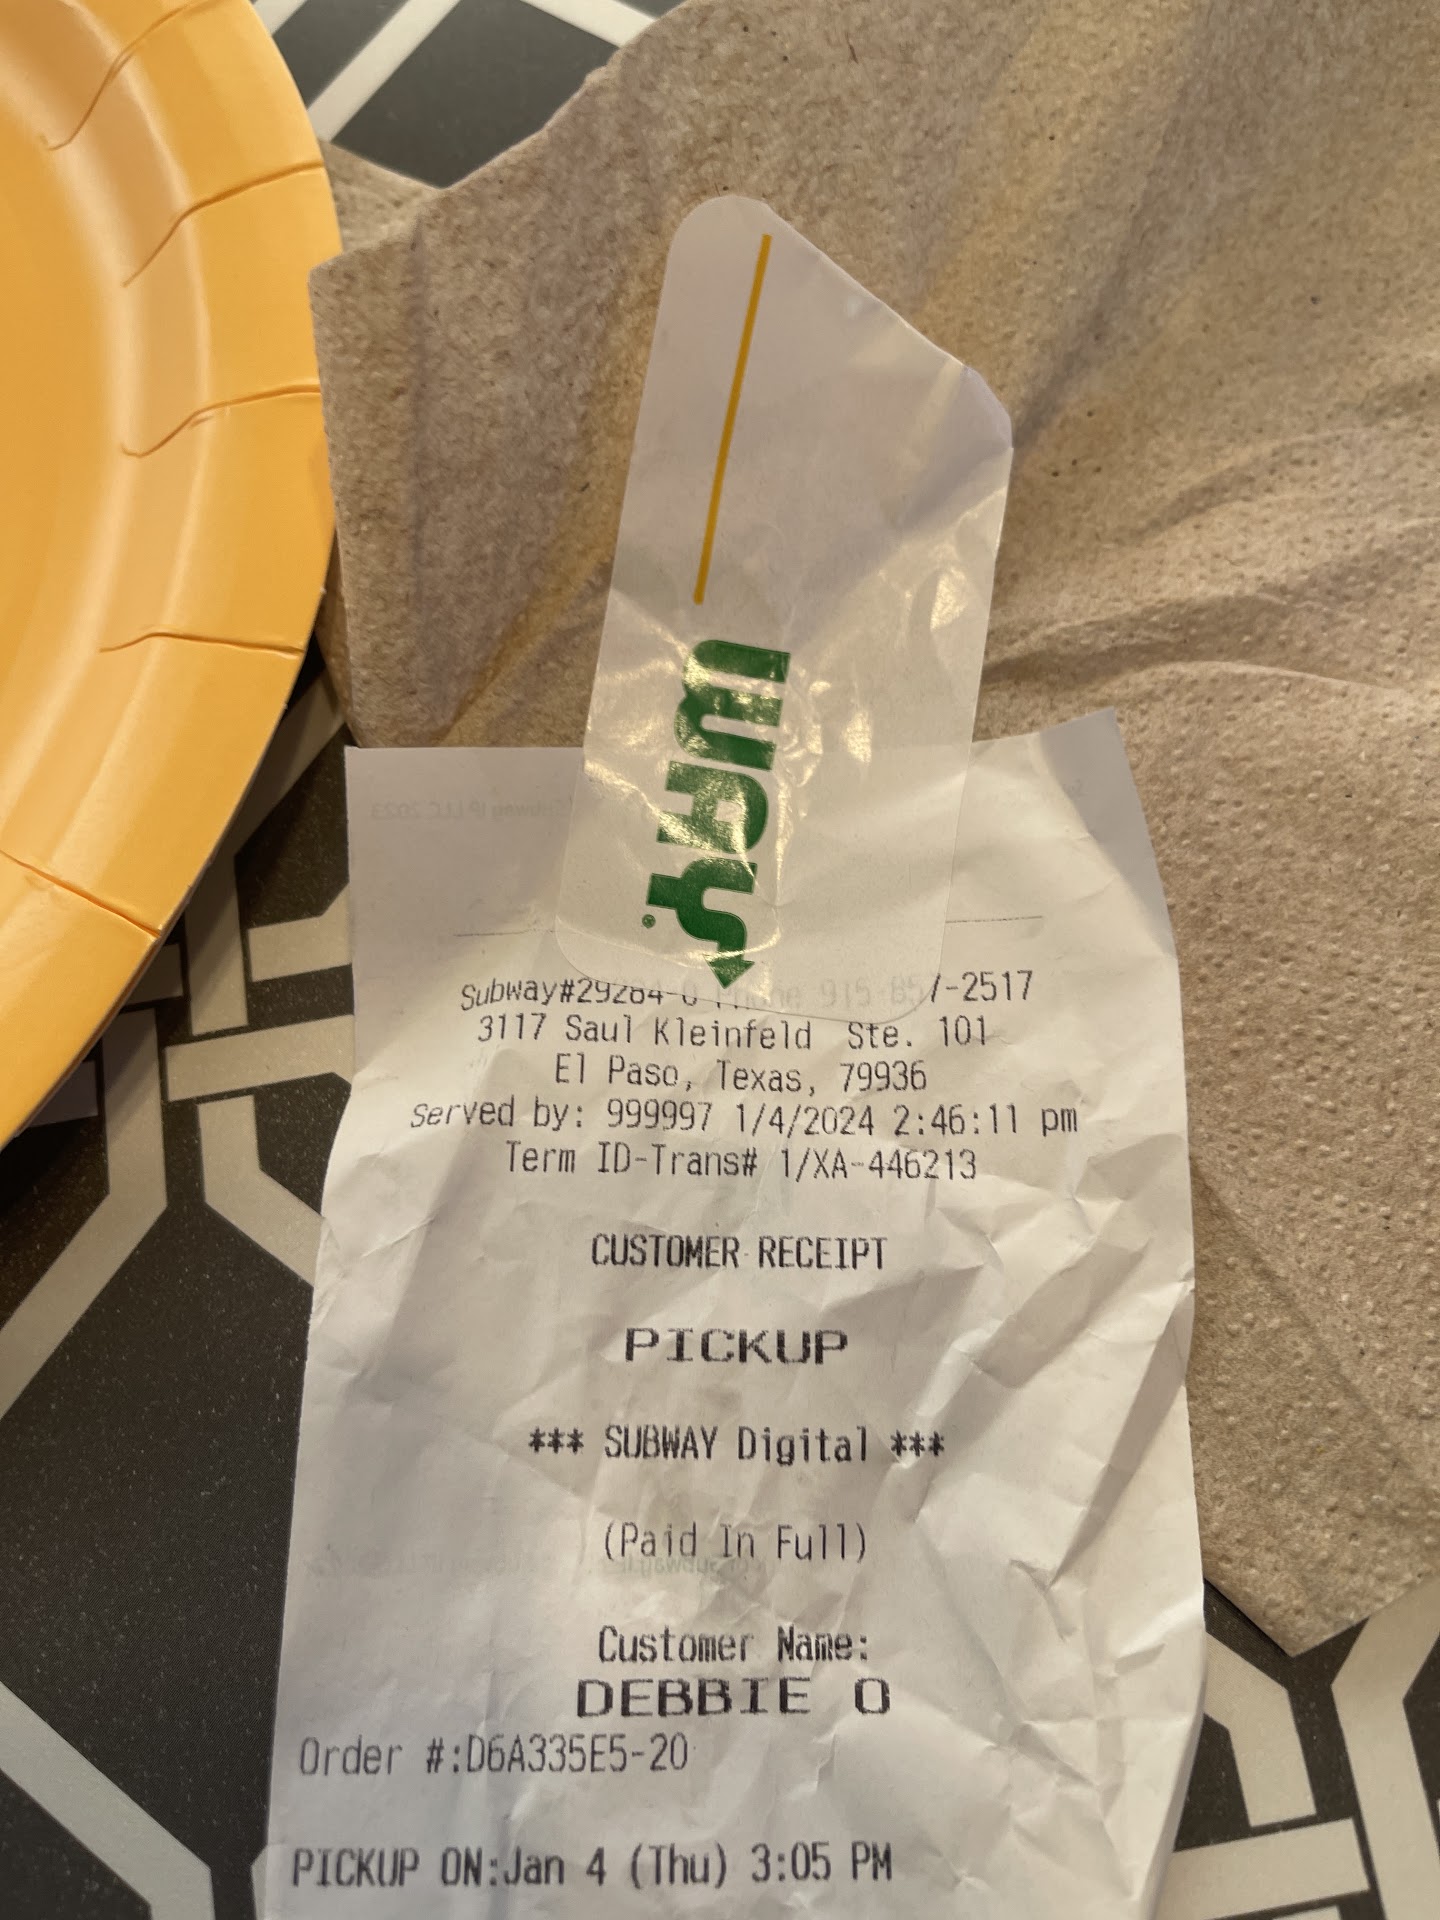 WAY
®
Subway#29284-0 Phone 915-857-2517
3117 Saul Kleinfeld Ste. 101
El Paso, Texas, 79936
Served by: 999997 1/4/2024 2:46:11 pm
Term ID-Trans# 1/XA-446213
CUSTOMER RECEIPT
PICKUP
*** SUBWAY Digital ***
(Paid In Full)
Customer Name:
DEBBIE O
Order #:D6A335E5-20
PICKUP ON:Jan 4 (Thu) 3:05 PM